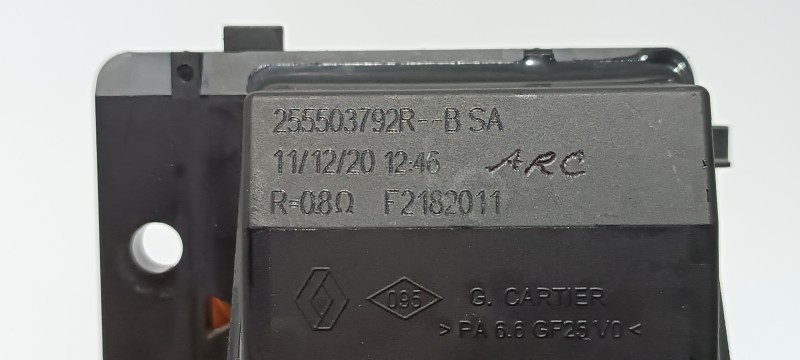 255503792R--B SA
11/12/20 12:46 ARC
R=0.8Ω F2182011
095 G. CARTIER
>PA 6.6 GF25 V0<